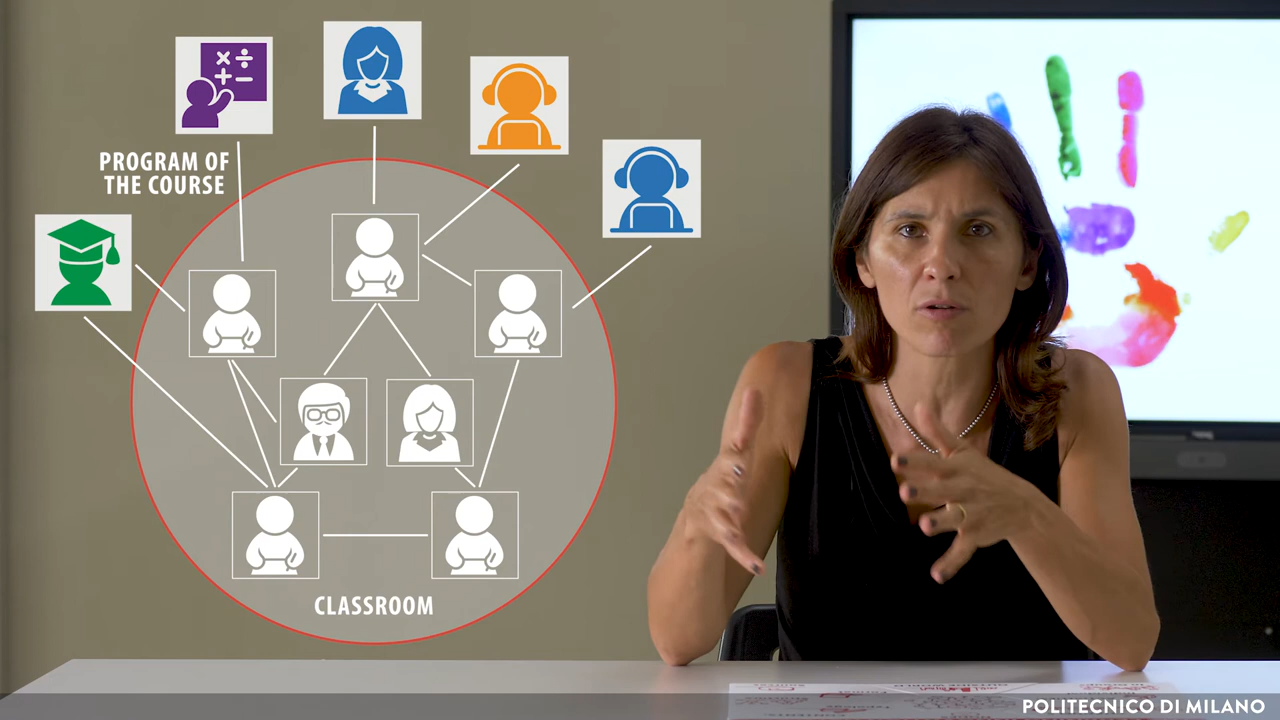 PROGRAM OF
THE COURSE
CLASSROOM
POLITECNICO DI MILANO